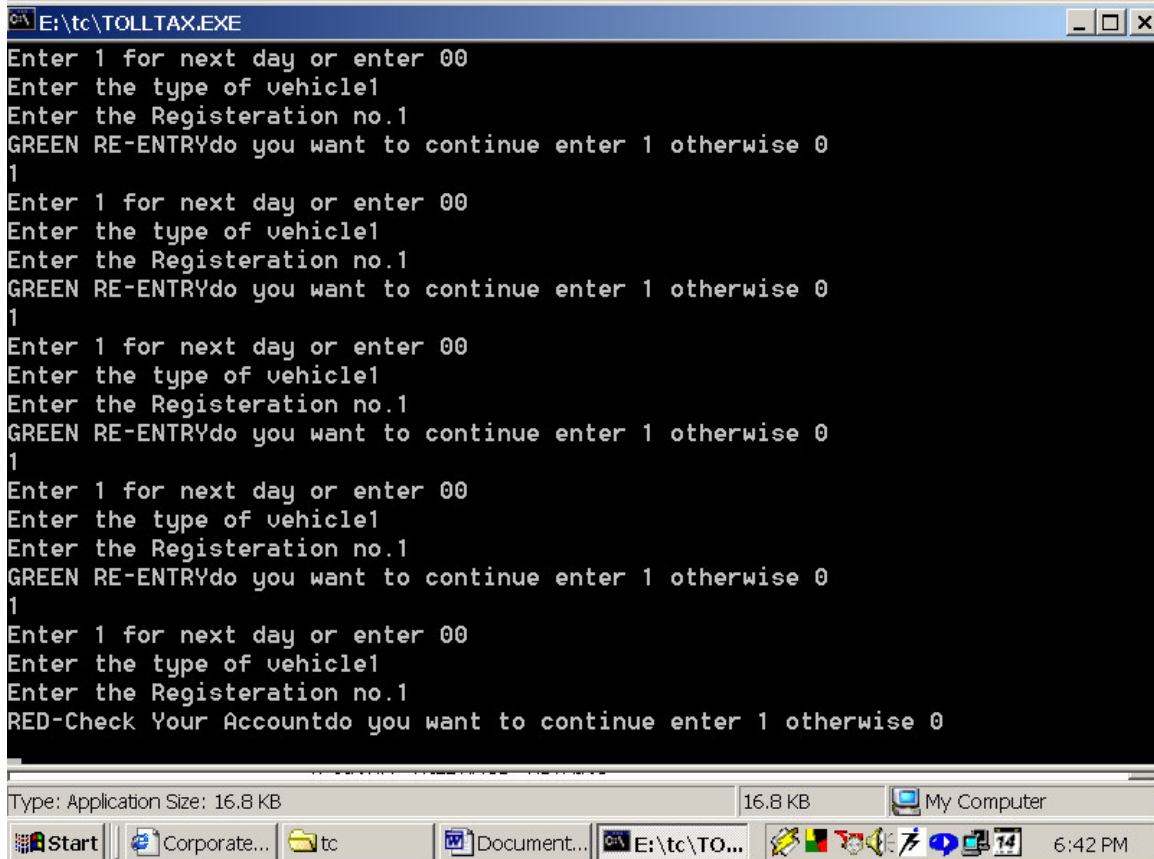 E:\tc\TOLLTAX.EXE
Enter 1 for next day or enter 00
Enter the type of vehicle1
Enter the Registeration no.1
GREEN RE-ENTRYdo you want to continue enter 1 otherwise 0
1
Enter 1 for next day or enter 00
Enter the type of vehicle1
Enter the Registeration no.1
GREEN RE-ENTRYdo you want to continue enter 1 otherwise 0
1
Enter 1 for next day or enter 00
Enter the type of vehicle1
Enter the Registeration no.1
GREEN RE-ENTRYdo you want to continue enter 1 otherwise 0
1
Enter 1 for next day or enter 00
Enter the type of vehicle1
Enter the Registeration no.1
GREEN RE-ENTRYdo you want to continue enter 1 otherwise 0
1
Enter 1 for next day or enter 00
Enter the type of vehicle1
Enter the Registeration no.1
RED-Check Your Accountdo you want to continue enter 1 otherwise 0
Type: Application Size: 16.8 KB 16.8 KB My Computer
Start Corporate... tc Document... E:\tc\TO... 14 6:42 PM